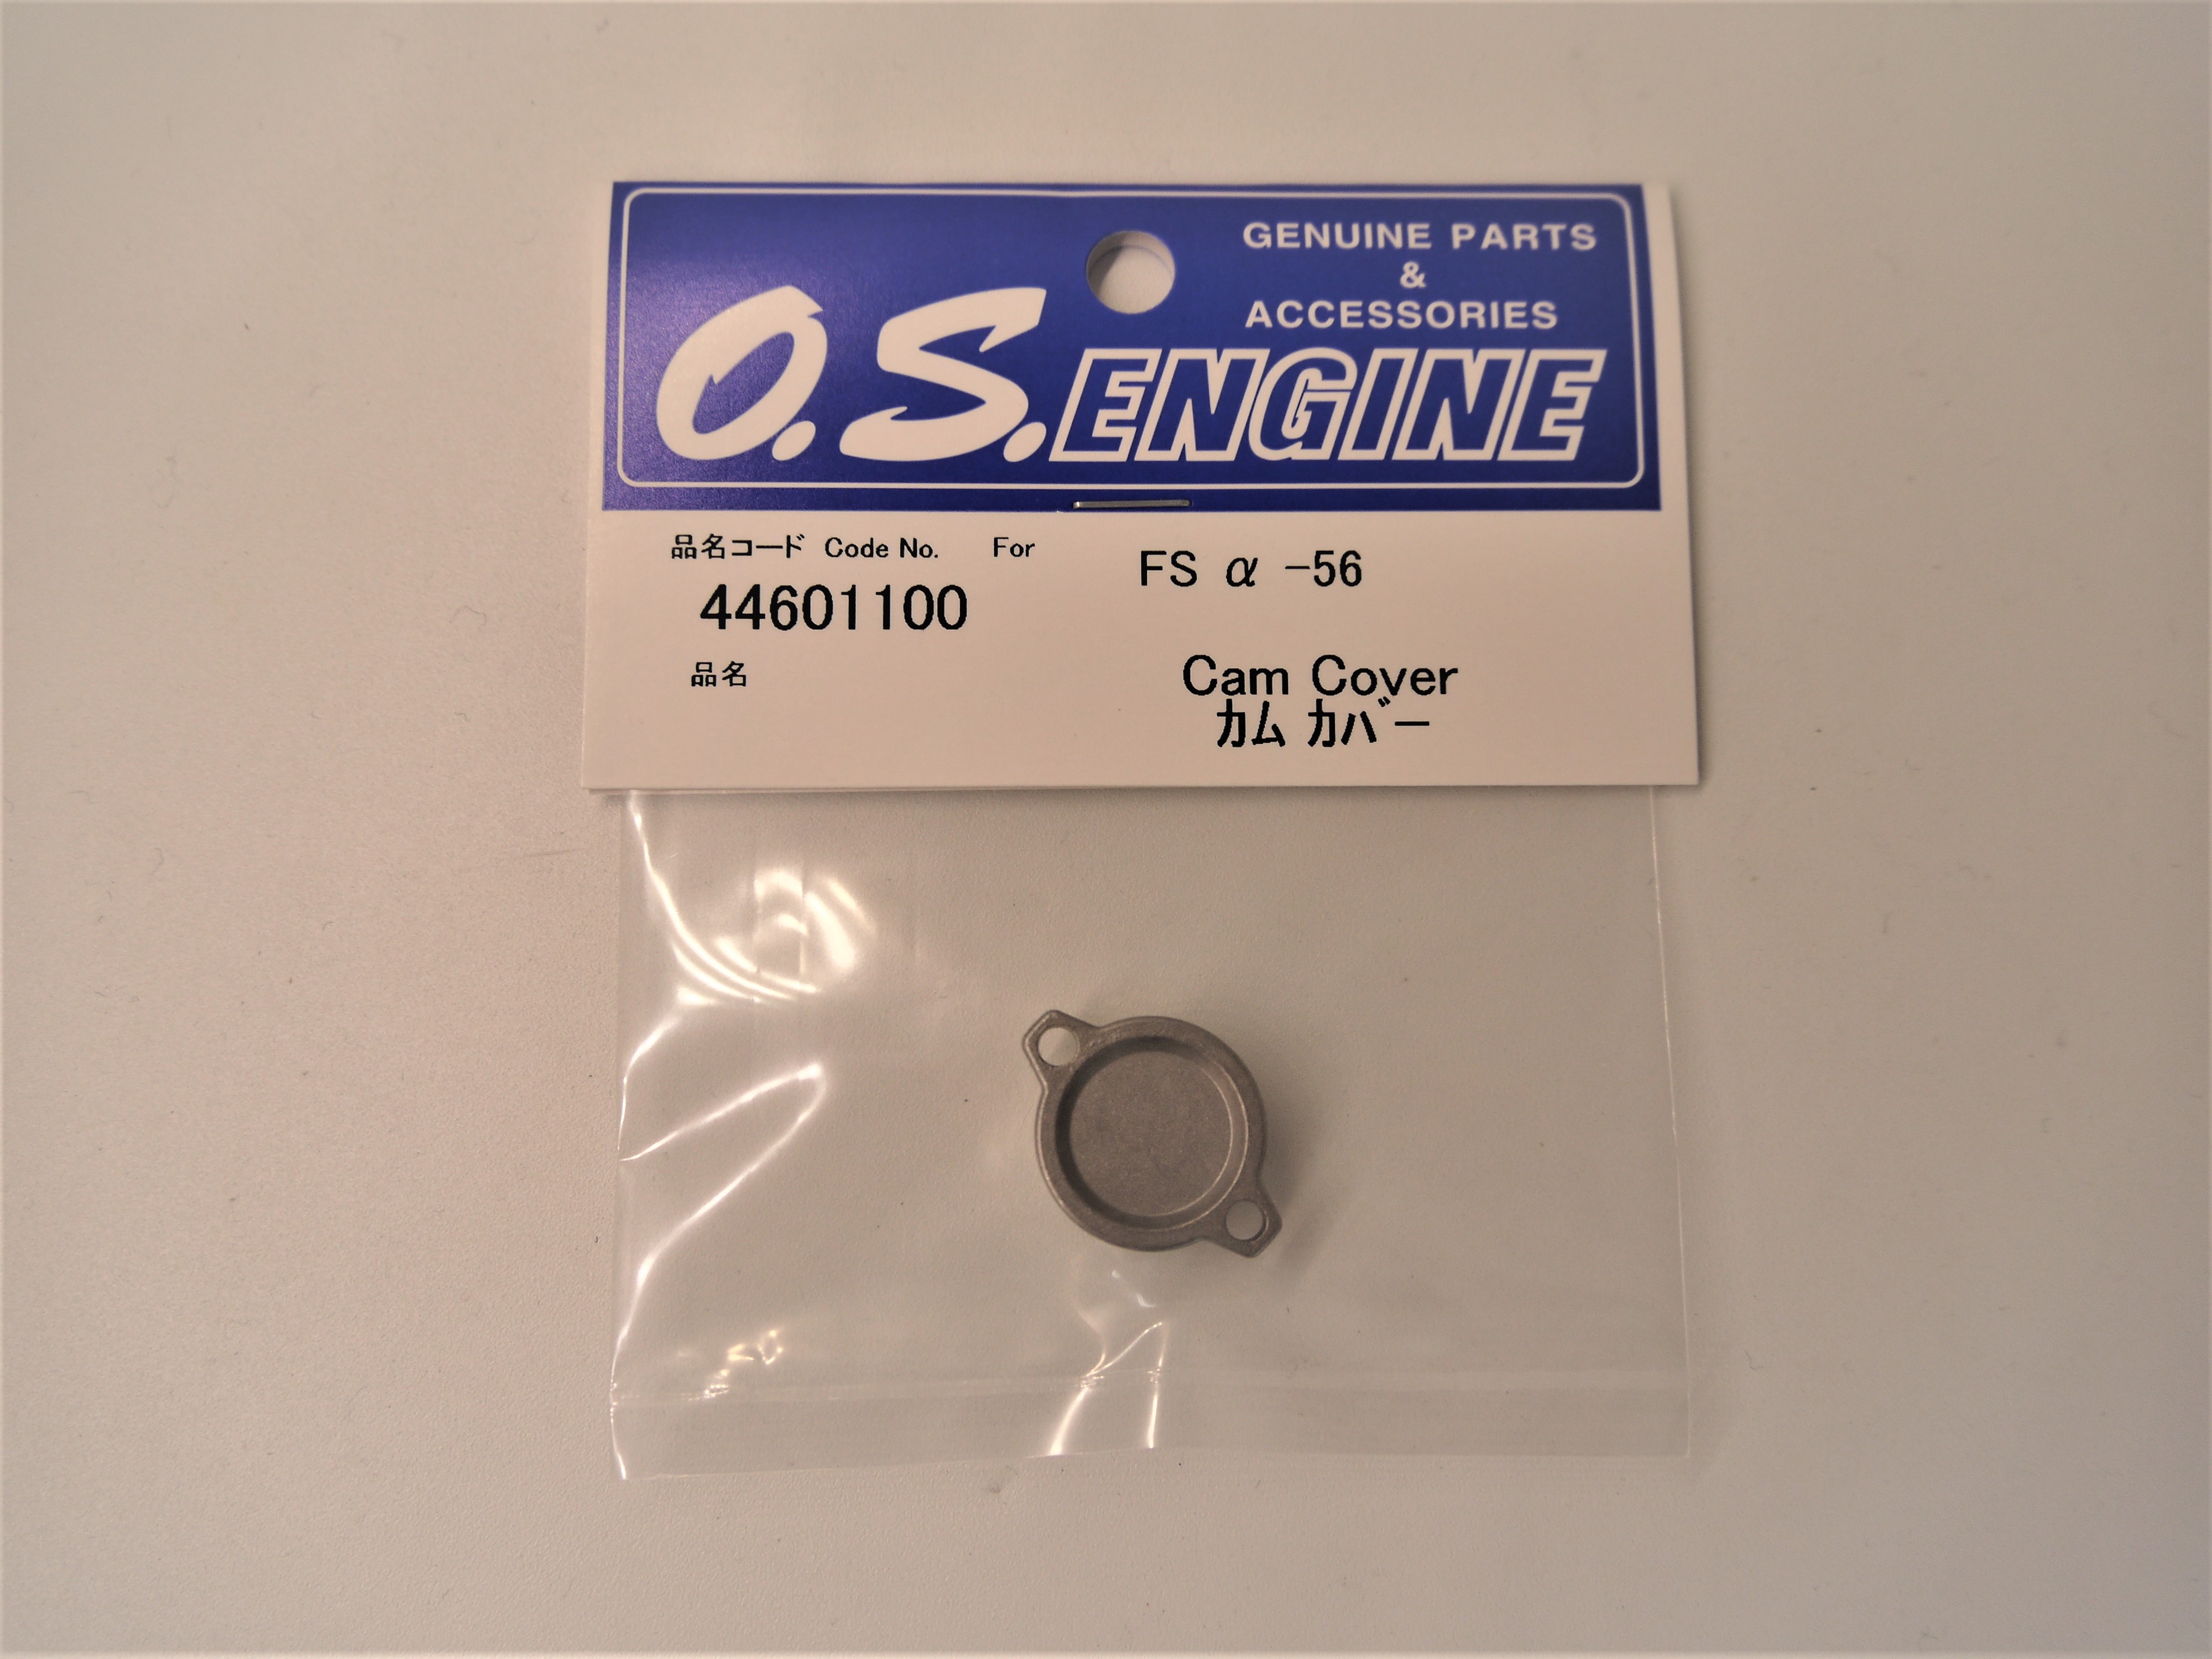 GENUINE PARTS
&
ACCESSORIES
O.S.ENGINE
品名コード Code No. For FS α -56
44601100
品名 Cam Cover
カム カバー